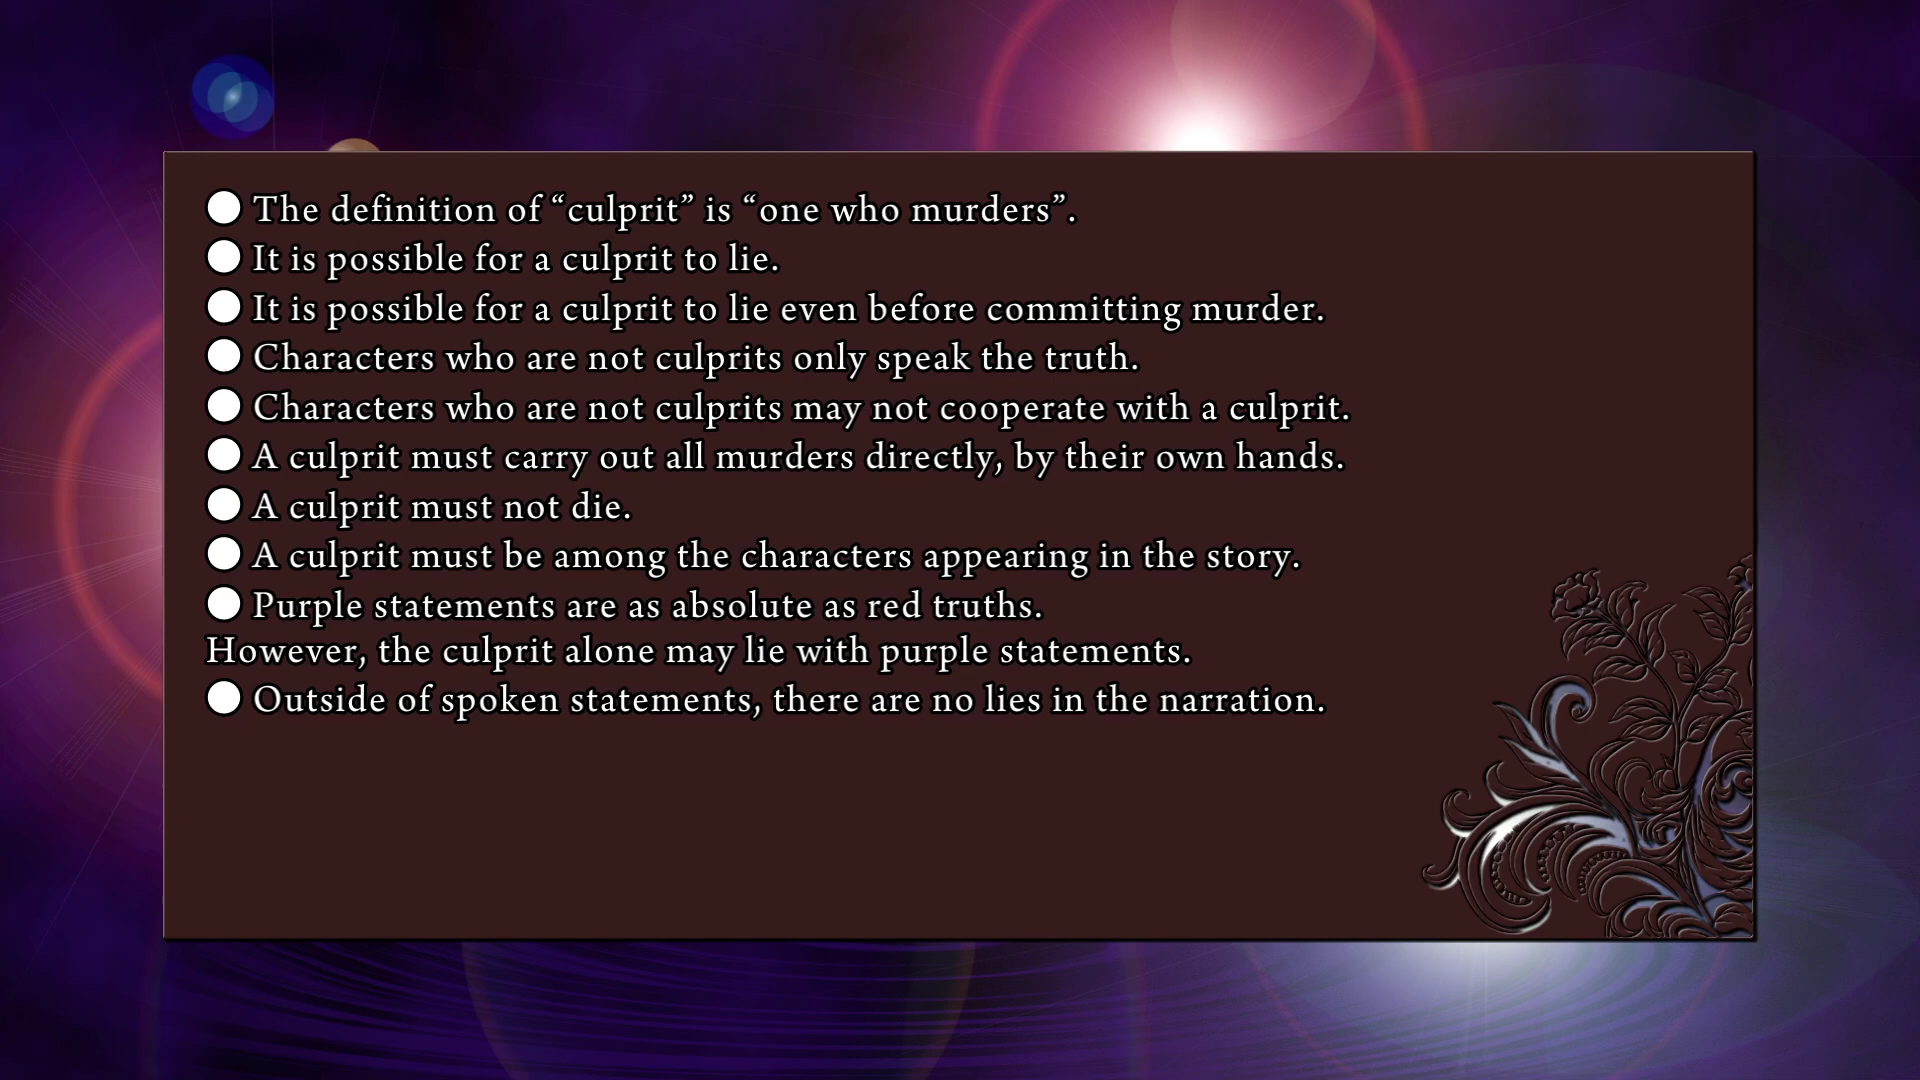 ● The definition of “culprit” is “one who murders”.
● It is possible for a culprit to lie.
● It is possible for a culprit to lie even before committing murder.
● Characters who are not culprits only speak the truth.
● Characters who are not culprits may not cooperate with a culprit.
● A culprit must carry out all murders directly, by their own hands.
● A culprit must not die.
● A culprit must be among the characters appearing in the story.
● Purple statements are as absolute as red truths.
However, the culprit alone may lie with purple statements.
● Outside of spoken statements, there are no lies in the narration.